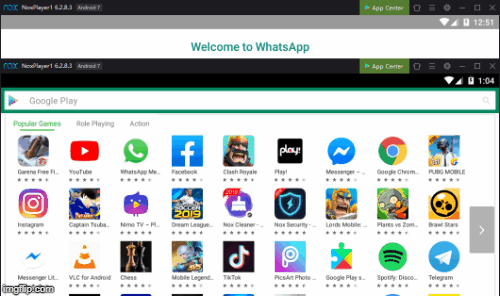 nox NoxPlayer1 6.2.8.3 Android 7 App Center
12:51
Welcome to WhatsApp
nox NoxPlayer1 6.2.8.3 Android 7 App Center
1:04
Google Play
Popular Games Role Playing Action
Garena Free Fi... YouTube WhatsApp Me... Facebook Clash Royale Play! Messenger – ... Google Chrom... PUBG MOBILE
Instagram Captain Tsuba... Nimo TV – Pl... Dream League... Nox Cleaner-... Nox Security -... Lords Mobile: ... Plants vs Zom... Brawl Stars
Messenger Lit... VLC for Android Chess Mobile Legend... TikTok PicsArt Photo ... Google Play s... Spotify: Disco... Telegram
imgflip.com